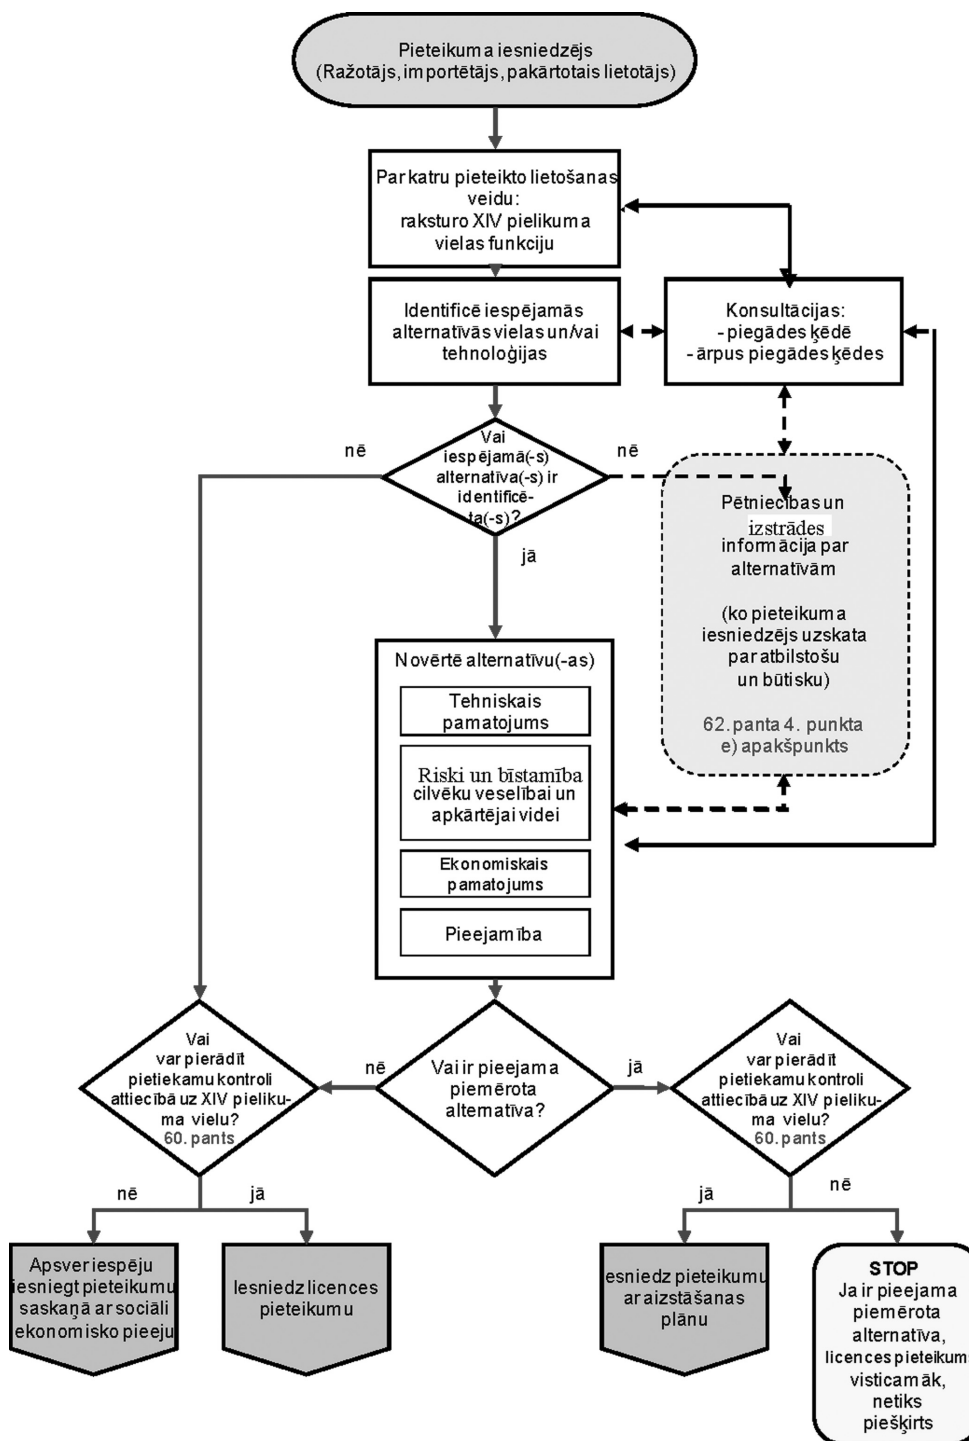 Pieteikuma iesniedzējs
(Ražotājs, importētājs, pakārtotais lietotājs)
Par katru pieteikto lietošanas
veidu:
raksturo XIV pielikuma
vielas funkciju
Identificē iespējamās
alternatīvās vielas un/vai
tehnoloģijas
Konsultācijas:
- piegādes ķēdē
- ārpus piegādes ķēdes
nē
Vai
iespējamā(-s)
alternatīva(-s) ir
identificē-
ta(-s)?
nē
jā
Pētniecības un
izstrādes
informācija par
alternatīvām
(ko pieteikuma
iesniedzējs uzskata
par atbilstošu
un būtisku)
62. panta 4. punkta
e) apakšpunkts
Novērtē alternatīvu(-as)
Tehniskais
pamatojums
Riski un bīstamība
cilvēku veselībai un
apkārtējai videi
Ekonomiskais
pamatojums
Pieejamība
Vai
var pierādīt
pietiekamu kontroli
attiecībā uz XIV pieliku-
ma vielu?
60. pants
nē
Vai ir pieejama
piemērota
alternatīva?
jā
Vai
var pierādīt
pietiekamu kontroli
attiecībā uz XIV pieliku-
ma vielu?
60. pants
nē
jā
jā
nē
Apsver iespēju
iesniegt pieteikumu
saskaņā ar sociāli
ekonomisko pieeju
Iesniedz licences
pieteikumu
Iesniedz pieteikumu
ar aizstāšanas
plānu
STOP
Ja ir pieejama
piemērota
alternatīva,
licences pieteikums
visticamāk,
netiks
piešķirts